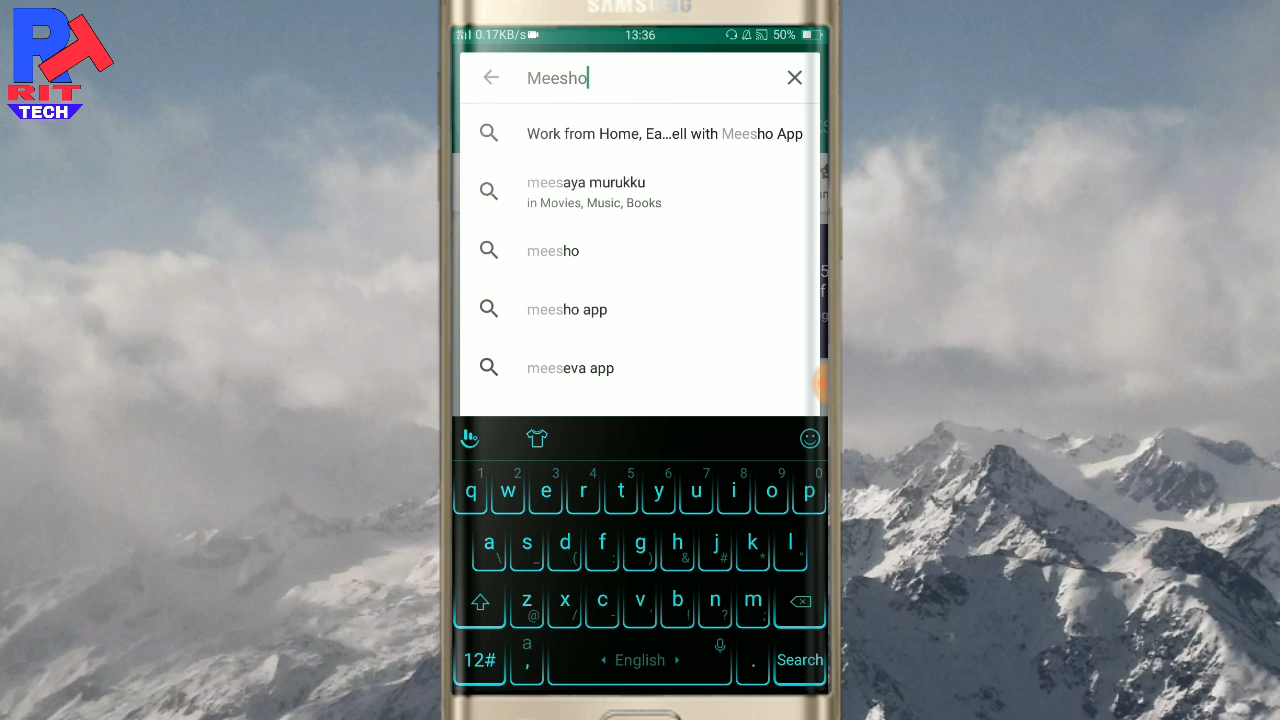 SAMSUNG
RIT
TECH
0.17KB/s 13:36 50%
Meesho
Work from Home, Ea...ell with Meesho App
meesaya murukku
in Movies, Music, Books
meesho
meesho app
meeseva app
1 2 3 4 5 6 7 8 9 0
q w e r t y u i o p
a s d f g h j k l
\ _ ( : ) & # * "
z x c v b n m
@ / - ' ! ? ;
a
12# , English . Search